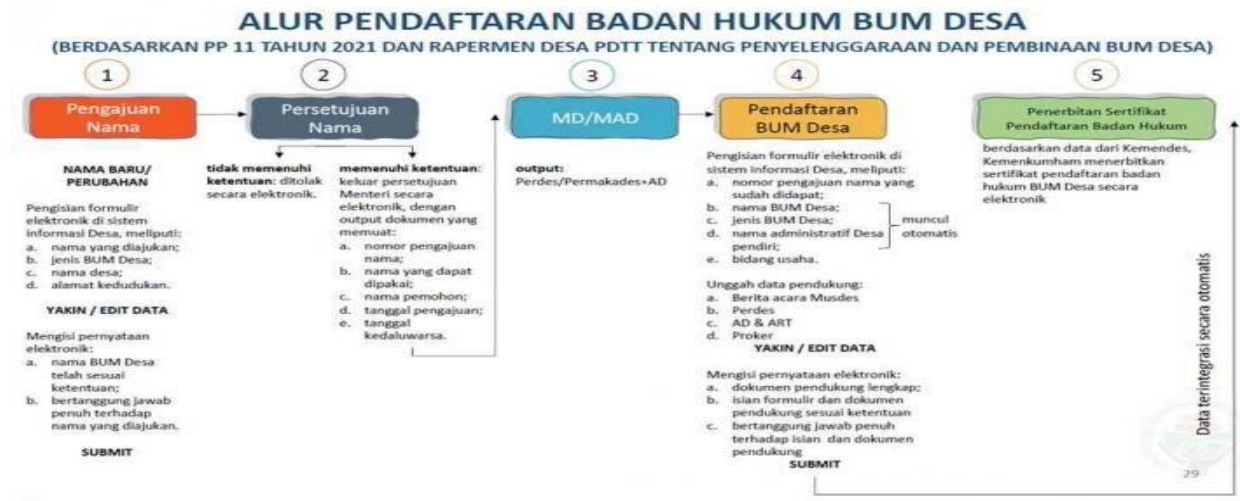 ALUR PENDAFTARAN BADAN HUKUM BUM DESA
(BERDASARKAN PP 11 TAHUN 2021 DAN RAPERMEN DESA PDTT TENTANG PENYELENGGARAAN DAN PEMBINAAN BUM DESA)
1
Pengajuan
Nama
NAMA BARU/
PERUBAHAN
Pengisian formulir
elektronik di sistem
informasi Desa, meliputi:
a. nama yang diajukan;
b. jenis BUM Desa;
c. nama desa;
d. alamat kedudukan.
YAKIN / EDIT DATA
Mengisi pernyataan
elektronik:
a. nama BUM Desa
telah sesuai
ketentuan;
b. bertanggung jawab
penuh terhadap
nama yang diajukan.
SUBMIT
2
Persetujuan
Nama
tidak memenuhi
ketentuan: ditolak
secara elektronik.
memenuhi ketentuan:
keluar persetujuan
Menteri secara
elektronik, dengan
output dokumen yang
memuat:
a. nomor pengajuan
nama;
b. nama yang dapat
dipakai;
c. nama pemohon;
d. tanggal pengajuan;
e. tanggal
kedaluwarsa.
3
MD/MAD
output:
Perdes/Permakades+AD
4
Pendaftaran
BUM Desa
Pengisian formulir elektronik di
sistem informasi Desa, meliputi:
a. nomor pengajuan nama yang
sudah didapat;
b. nama BUM Desa;
c. jenis BUM Desa;
d. nama administratif Desa
pendiri;
muncul
otomatis
e. bidang usaha.
Unggah data pendukung:
a. Berita acara Musdes
b. Perdes
c. AD & ART
d. Proker
YAKIN / EDIT DATA
Mengisi pernyataan elektronik:
a. dokumen pendukung lengkap;
b. isian formulir dan dokumen
pendukung sesuai ketentuan
c. bertanggung jawab penuh
terhadap isian dan dokumen
pendukung
SUBMIT
5
Penerbitan Sertifikat
Pendaftaran Badan Hukum
berdasarkan data dari Kemendes,
Kemenkumham menerbitkan
sertifikat pendaftaran badan
hukum BUM Desa secara
elektronik
Data terintegrasi secara otomatis
29